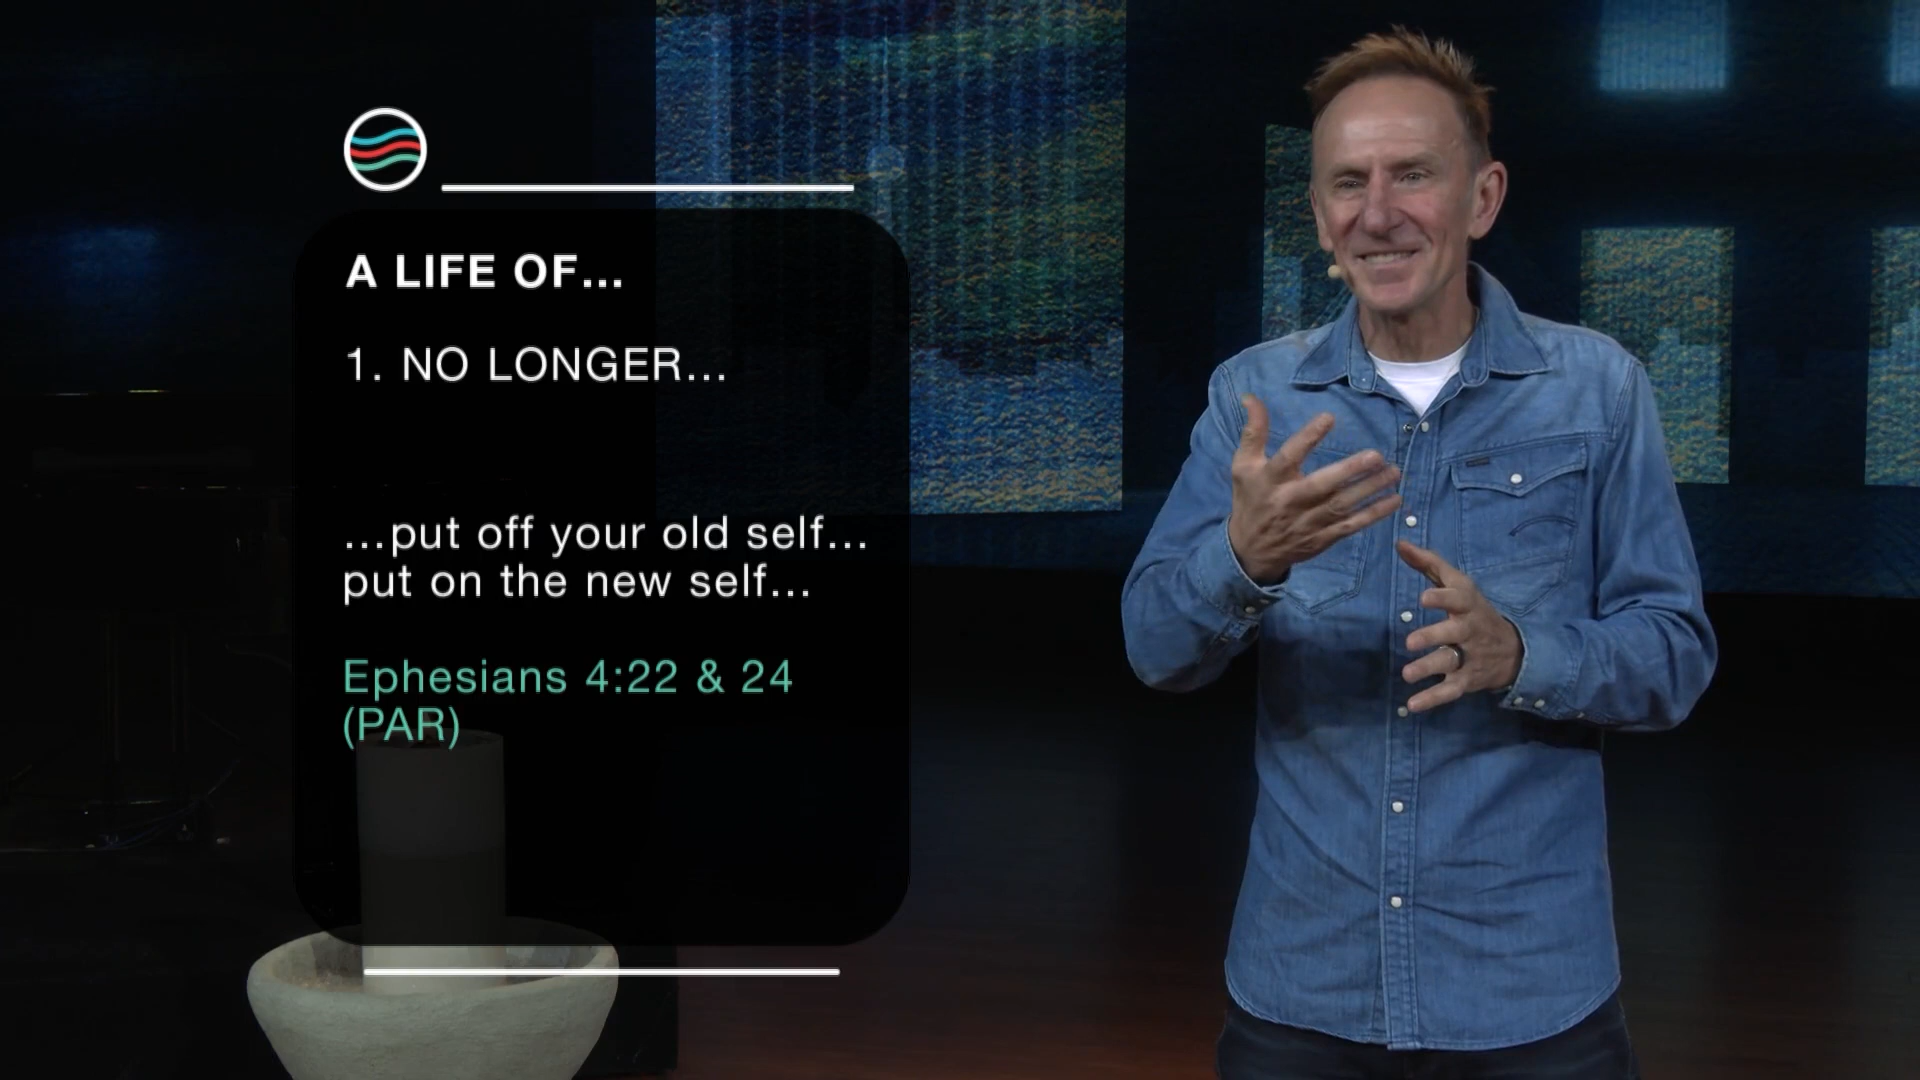 A LIFE OF...
1. NO LONGER...
...put off your old self...
put on the new self...
Ephesians 4:22 & 24
(PAR)